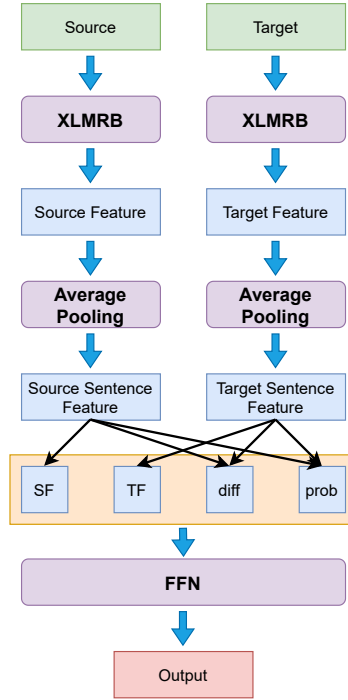 Source
Target
XLMRB
XLMRB
Source Feature
Target Feature
Average
Pooling
Average
Pooling
Source Sentence
Feature
Target Sentence
Feature
SF
TF
diff
prob
FFN
Output